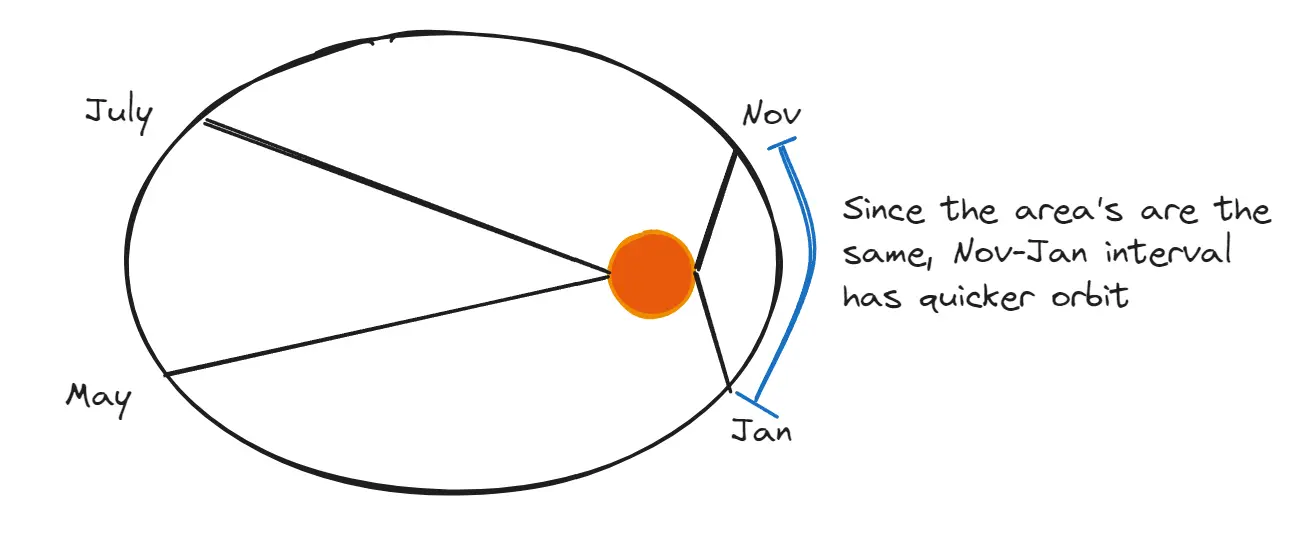 July
Nov
Since the area's are the
same, Nov-Jan interval
has quicker orbit
May
Jan